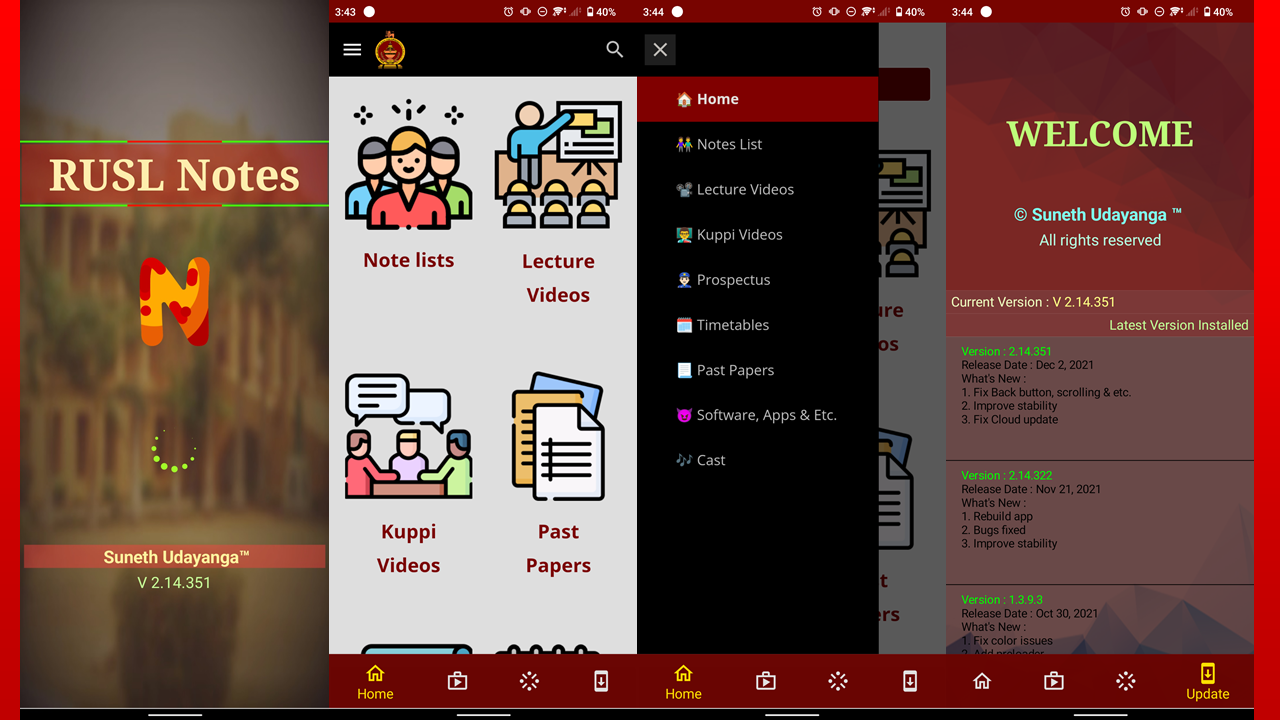 RUSL Notes
Suneth Udayanga™
V 2.14.351
3:43
40%
Note lists
Lecture
Videos
Kuppi
Videos
Past
Papers
Home
3:44
40%
Home
Notes List
Lecture Videos
Kuppi Videos
Prospectus
Timetables
Past Papers
Software, Apps & Etc.
Cast
ure
os
t
ers
Home
3:44
40%
WELCOME
© Suneth Udayanga ™
All rights reserved
Current Version : V 2.14.351
Latest Version Installed
Version : 2.14.351
Release Date : Dec 2, 2021
What's New :
1. Fix Back button, scrolling & etc.
2. Improve stability
3. Fix Cloud update
Version : 2.14.322
Release Date : Nov 21, 2021
What's New :
1. Rebuild app
2. Bugs fixed
3. Improve stability
Version : 1.3.9.3
Release Date : Oct 30, 2021
What's New :
1. Fix color issues
2. Add preloader
Update